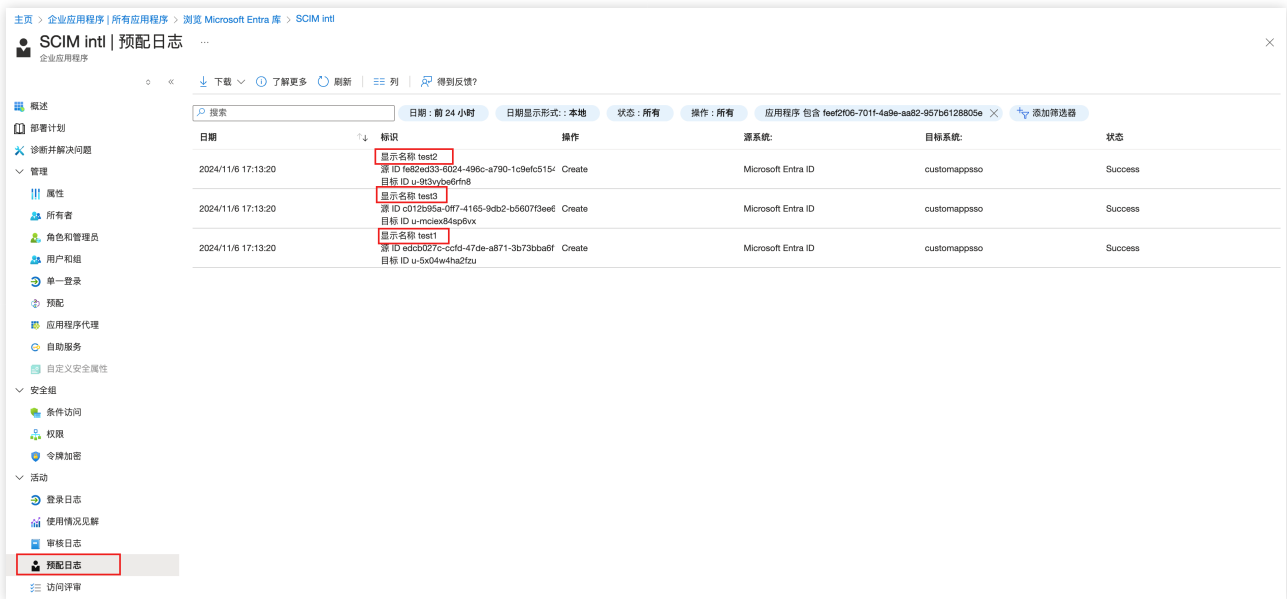 主页 > 企业应用程序 | 所有应用程序 > 浏览 Microsoft Entra 库 > SCIM intl
SCIM intl | 预配日志 ...
企业应用程序
下载 了解更多 刷新 列 得到反馈?
概述
部署计划
诊断并解决问题
管理
属性
所有者
角色和管理员
用户和组
单一登录
预配
应用程序代理
自助服务
自定义安全属性
安全组
条件访问
权限
令牌加密
活动
登录日志
使用情况见解
审核日志
预配日志
访问评审
搜索 日期 : 前 24 小时 日期显示形式: : 本地 状态 : 所有 操作 : 所有 应用程序 包含 feef2f06-701f-4a9e-aa82-957b6128805e 添加筛选器
日期 标识 操作 源系统: 目标系统: 状态
显示名称 test2
2024/11/6 17:13:20 源 ID fe82ed33-6024-496c-a790-1c9efc5154 Create Microsoft Entra ID customappsso Success
目标 ID u-9t3vybe6rfn8
显示名称 test3
2024/11/6 17:13:20 源 ID c012b95a-0ff7-4165-9db2-b5607f3ee6 Create Microsoft Entra ID customappsso Success
目标 ID u-mciex84sp6vx
显示名称 test1
2024/11/6 17:13:20 源 ID edcb027c-ccfd-47de-a871-3b73bba6f Create Microsoft Entra ID customappsso Success
目标 ID u-5x04w4ha2fzu